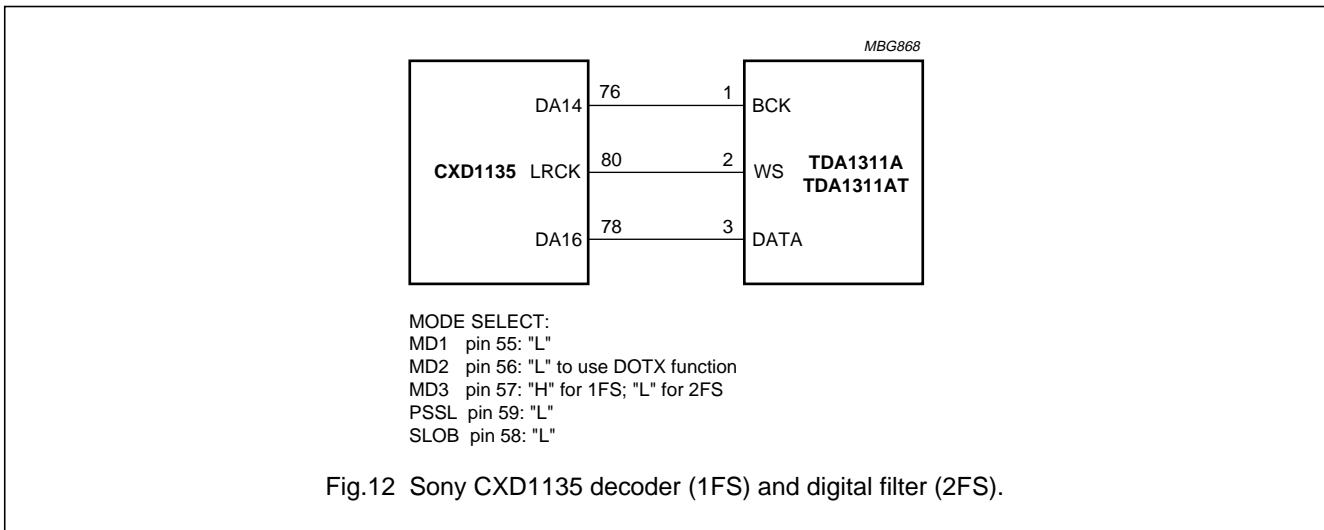 MBG868
DA14 76 1 BCK
CXD1135 LRCK 80 2 WS TDA1311A
TDA1311AT
DA16 78 3 DATA
MODE SELECT:
MD1 pin 55: "L"
MD2 pin 56: "L" to use DOTX function
MD3 pin 57: "H" for 1FS; "L" for 2FS
PSSL pin 59: "L"
SLOB pin 58: "L"
Fig.12 Sony CXD1135 decoder (1FS) and digital filter (2FS).